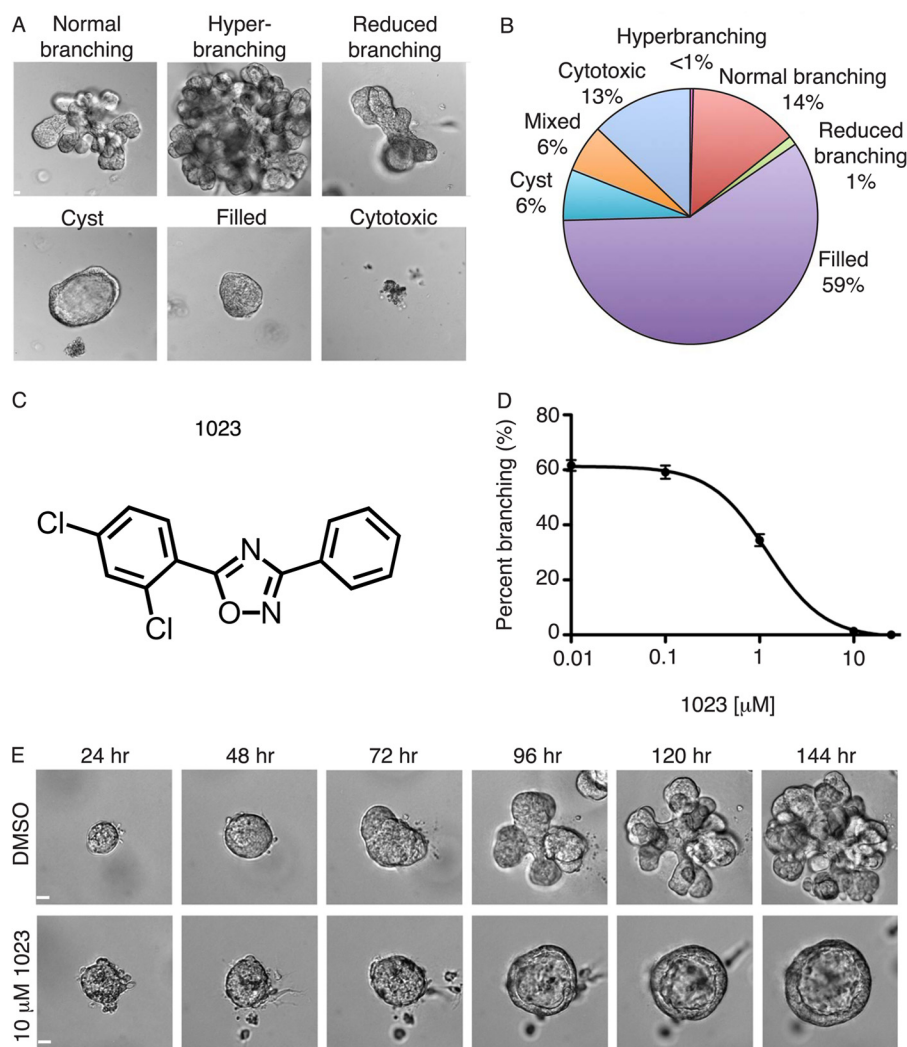 A
Normal
branching
Hyper-
branching
Reduced
branching
Cyst
Filled
Cytotoxic
B
Hyperbranching
<1%
Cytotoxic
13%
Normal branching
14%
Mixed
6%
Reduced
branching
1%
Cyst
6%
Filled
59%
C
1023
Cl
Cl
N
O
N
D
Percent branching (%)
80
60
40
20
0
0.01
0.1
1
10
1023 [μM]
E
24 hr
48 hr
72 hr
96 hr
120 hr
144 hr
DMSO
10 μM 1023